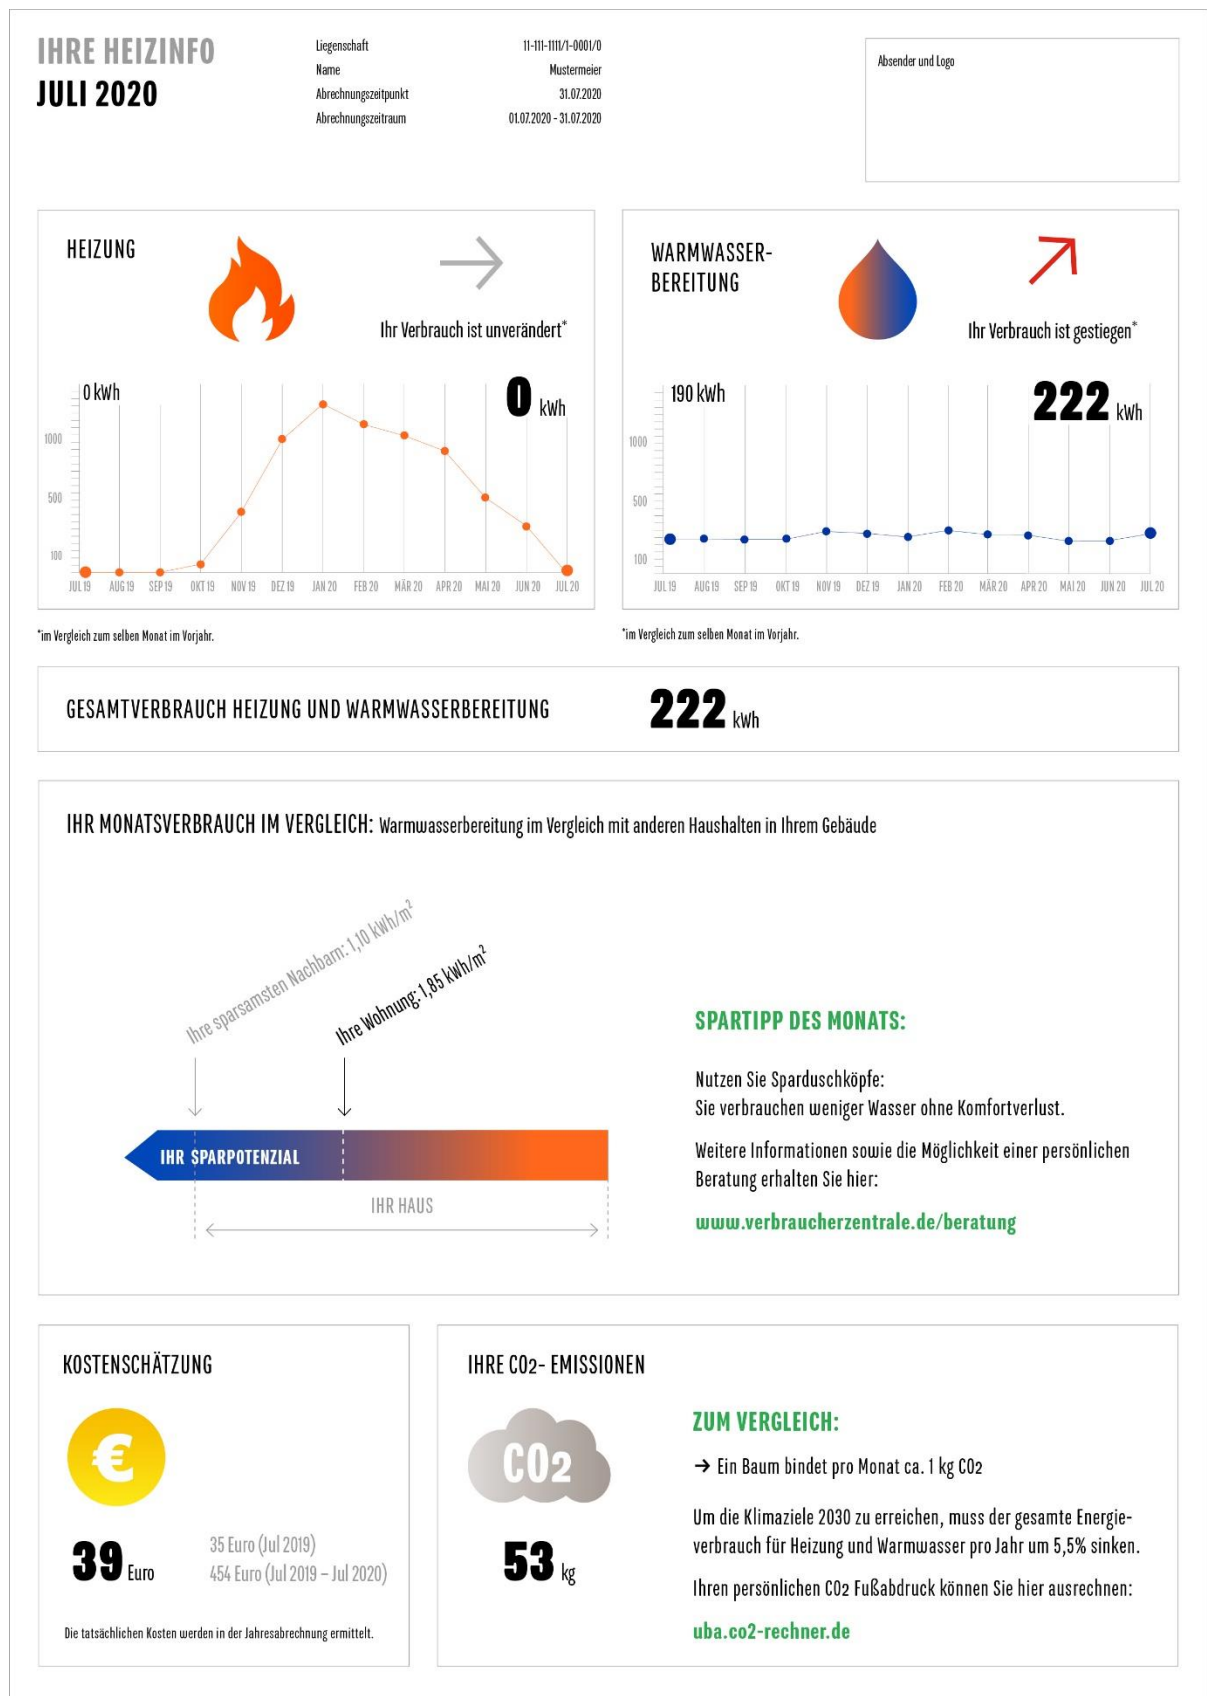 IHRE HEIZINFO
JULI 2020
Liegenschaft 11-111-1111/1-0001/0
Name Mustermeier
Abrechnungszeitpunkt 31.07.2020
Abrechnungszeitraum 01.07.2020 - 31.07.2020
Absender und Logo
HEIZUNG
Ihr Verbrauch ist unverändert*
0 kWh
0 kWh
1000
500
100
JUL 19 AUG 19 SEP 19 OKT 19 NOV 19 DEZ 19 JAN 20 FEB 20 MÄR 20 APR 20 MAI 20 JUN 20 JUL 20
*im Vergleich zum selben Monat im Vorjahr.
WARMWASSER-
BEREITUNG
Ihr Verbrauch ist gestiegen*
190 kWh
222 kWh
1000
500
100
JUL 19 AUG 19 SEP 19 OKT 19 NOV 19 DEZ 19 JAN 20 FEB 20 MÄR 20 APR 20 MAI 20 JUN 20 JUL 20
*im Vergleich zum selben Monat im Vorjahr.
GESAMTVERBRAUCH HEIZUNG UND WARMWASSERBEREITUNG 222 kWh
IHR MONATSVERBRAUCH IM VERGLEICH: Warmwasserbereitung im Vergleich mit anderen Haushalten in Ihrem Gebäude
Ihre sparsamsten Nachbarn: 1,10 kWh/m²
Ihre Wohnung: 1,85 kWh/m²
IHR SPARPOTENZIAL
IHR HAUS
SPARTIPP DES MONATS:
Nutzen Sie Sparduschköpfe:
Sie verbrauchen weniger Wasser ohne Komfortverlust.
Weitere Informationen sowie die Möglichkeit einer persönlichen
Beratung erhalten Sie hier:
www.verbraucherzentrale.de/beratung
KOSTENSCHÄTZUNG
€
39 Euro
35 Euro (Jul 2019)
454 Euro (Jul 2019 – Jul 2020)
Die tatsächlichen Kosten werden in der Jahresabrechnung ermittelt.
IHRE CO2- EMISSIONEN
CO2
53 kg
ZUM VERGLEICH:
→ Ein Baum bindet pro Monat ca. 1 kg CO2
Um die Klimaziele 2030 zu erreichen, muss der gesamte Energie-
verbrauch für Heizung und Warmwasser pro Jahr um 5,5% sinken.
Ihren persönlichen CO2 Fußabdruck können Sie hier ausrechnen:
uba.co2-rechner.de